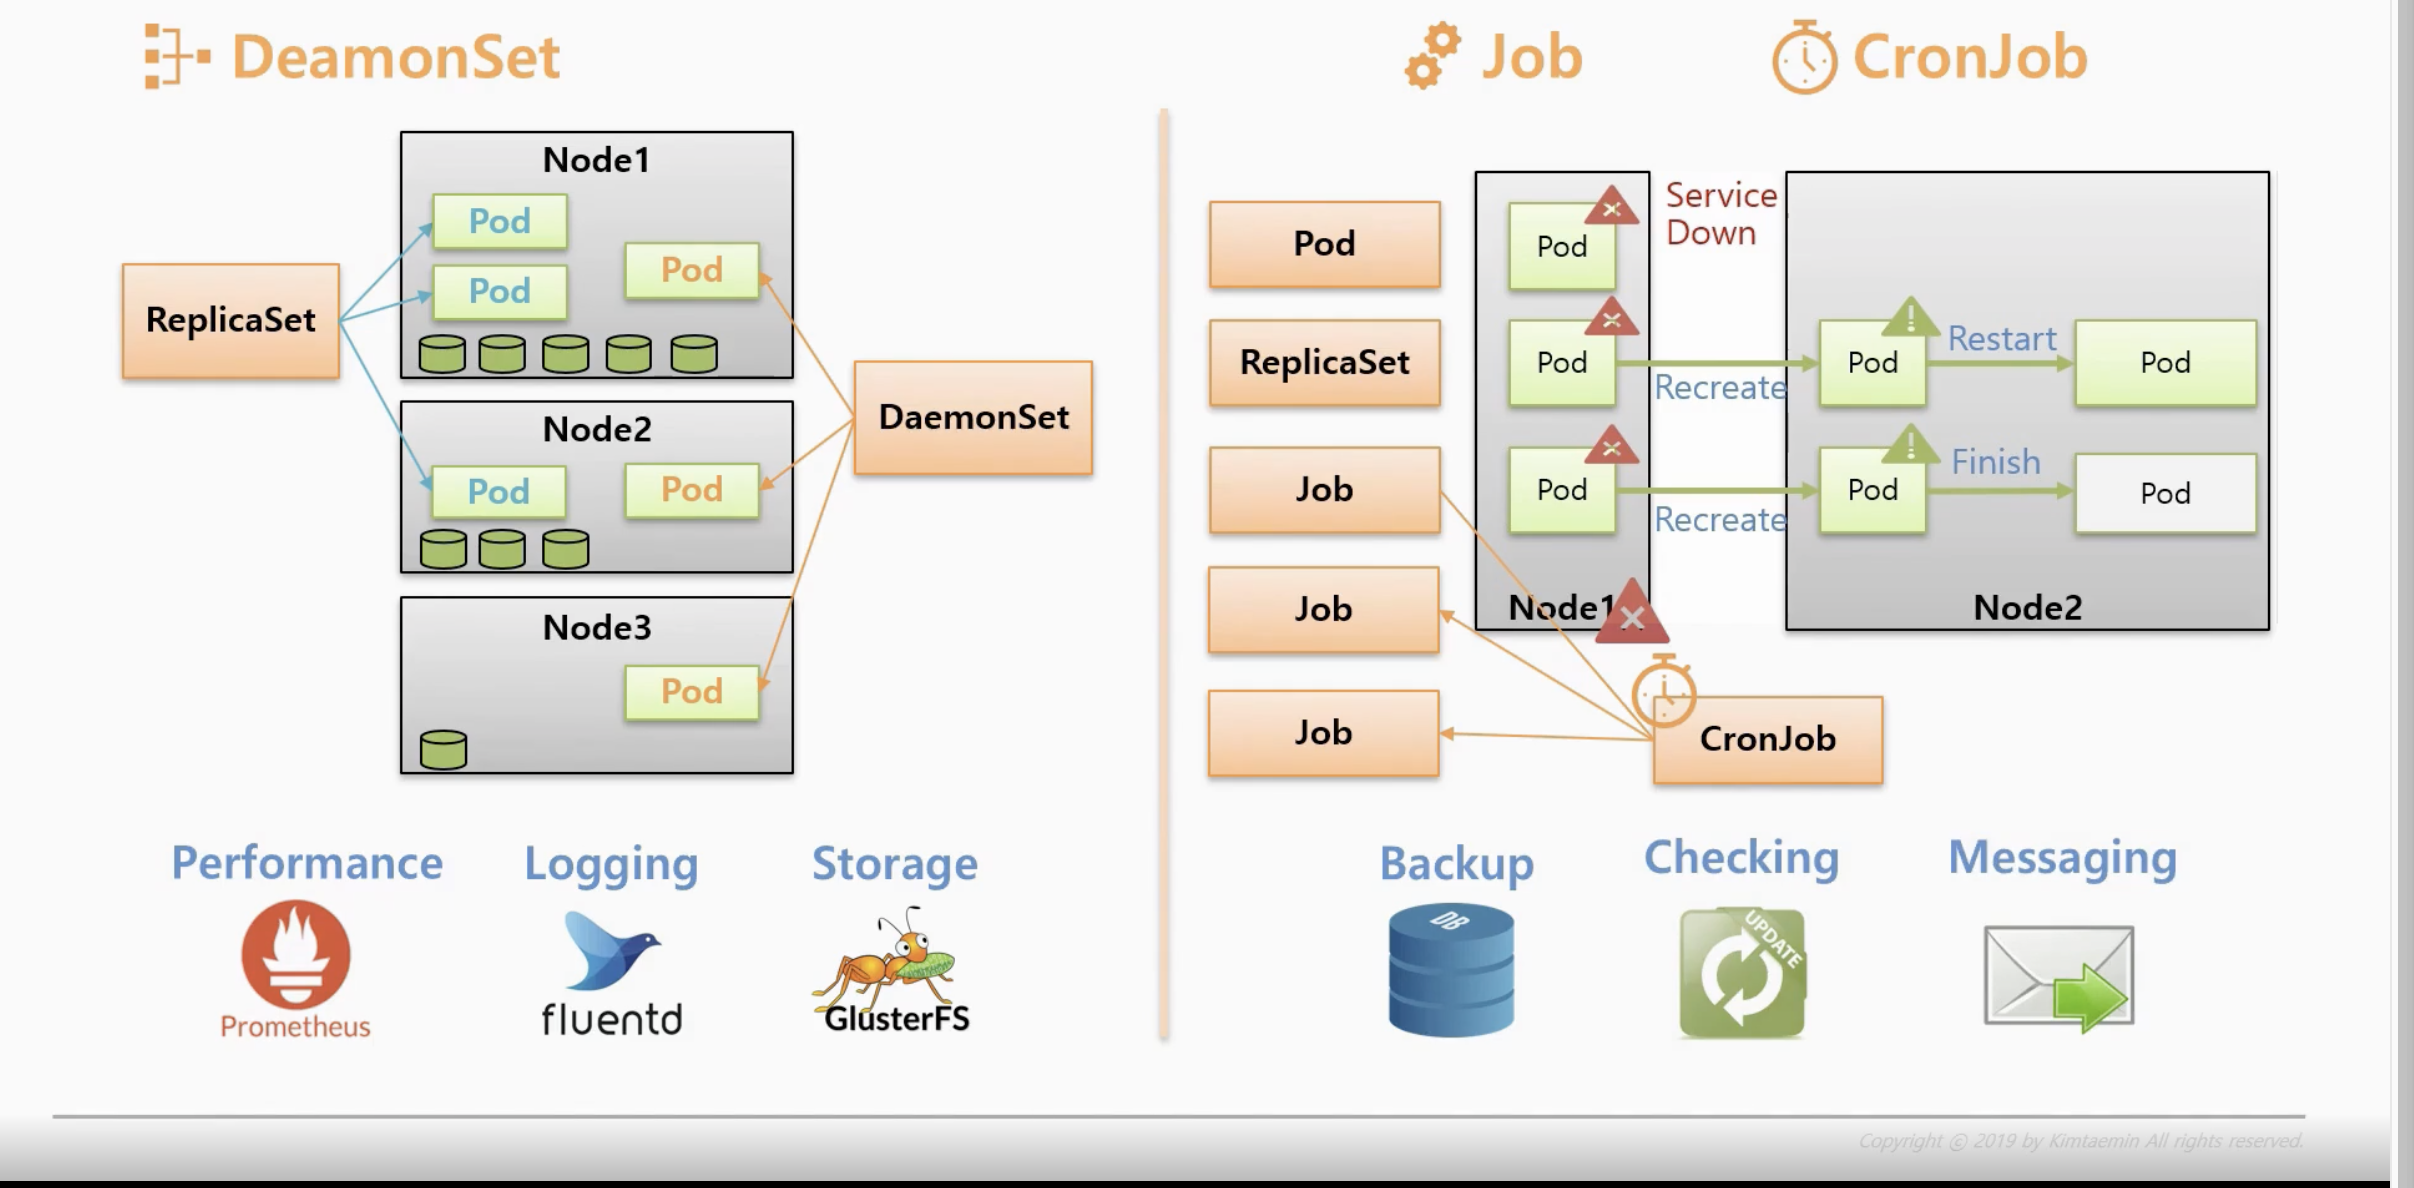 DeamonSet
Node1
Pod
Pod
Pod
ReplicaSet
Node2
Pod
Pod
DaemonSet
Node3
Pod
Performance
Logging
Storage
Prometheus
fluentd
GlusterFS
Job
CronJob
Pod
Pod
Service
Down
ReplicaSet
Pod
Recreate
Pod
Restart
Pod
Job
Pod
Recreate
Pod
Finish
Pod
Node1
Node2
Job
Job
CronJob
Backup
Checking
Messaging
DB
UPDATE
Copyright ⓒ 2019 by Kimtaemin All rights reserved.